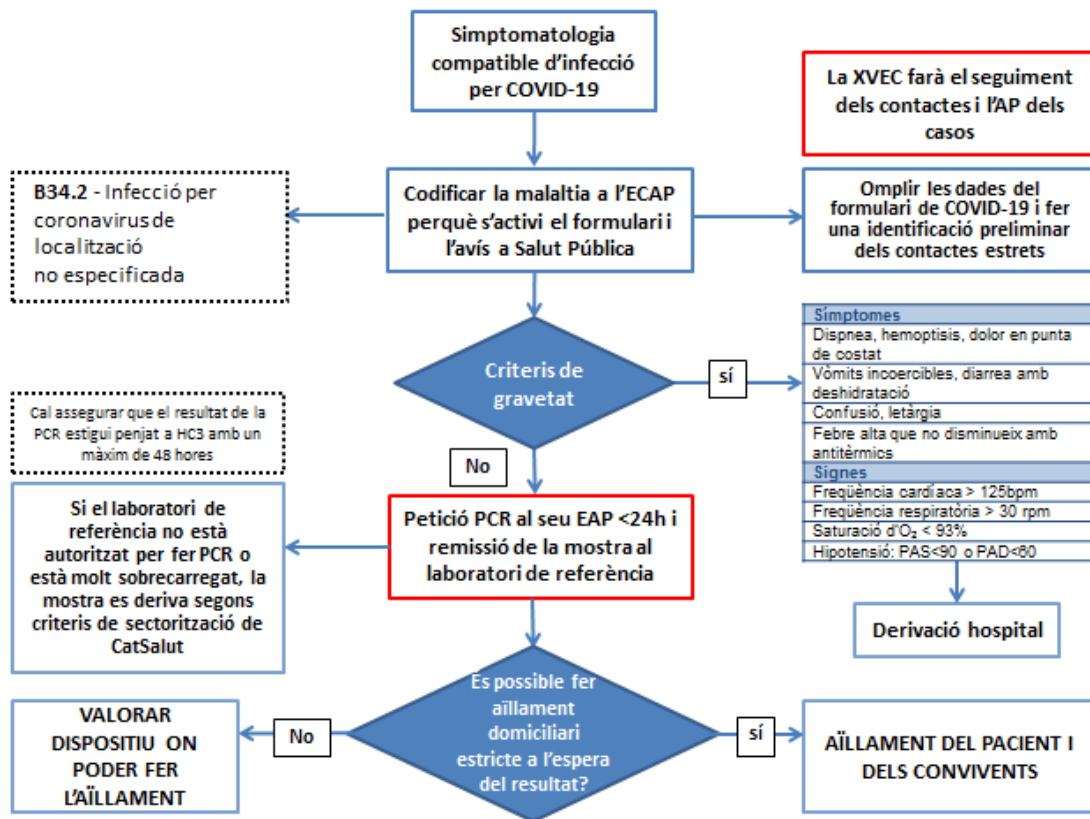 Simptomatologia
compatible d'infecció
per COVID-19
La XVEC farà el seguiment
dels contactes i l'AP dels
casos
B34.2 - Infecció per
coronavirus de
localització
no especificada
Codificar la malaltia a l'ECAP
perquè s'activi el formulari i
l'avís a Salut Pública
Omplir les dades del
formulari de COVID-19 i fer
una identificació preliminar
dels contactes estrets
Criteris de
gravetat
sí
Símptomes
Dispnea, hemoptisis, dolor en punta
de costat
Vòmits incoercibles, diarrea amb
deshidratació
Confusió, letàrgia
Febre alta que no disminueix amb
antitèrmics
Signes
Freqüència cardíaca > 125bpm
Freqüència respiratòria > 30 rpm
Saturació d'O₂ < 93%
Hipotensió: PAS<90 o PAD<60
Derivació hospital
No
Cal assegurar que el resultat de la
PCR estigui penjat a HC3 amb un
màxim de 48 hores
Petició PCR al seu EAP <24h i
remissió de la mostra al
laboratori de referència
Si el laboratori de
referència no està
autoritzat per fer PCR o
està molt sobrecarregat, la
mostra es deriva segons
criteris de sectorització de
CatSalut
Es possible fer
aïllament
domiciliari
estricte a l'espera
del resultat?
No
VALORAR
DISPOSITIU ON
PODER FER
L'AÏLLAMENT
sí
AÏLLAMENT DEL PACIENT I
DELS CONVIVENTS